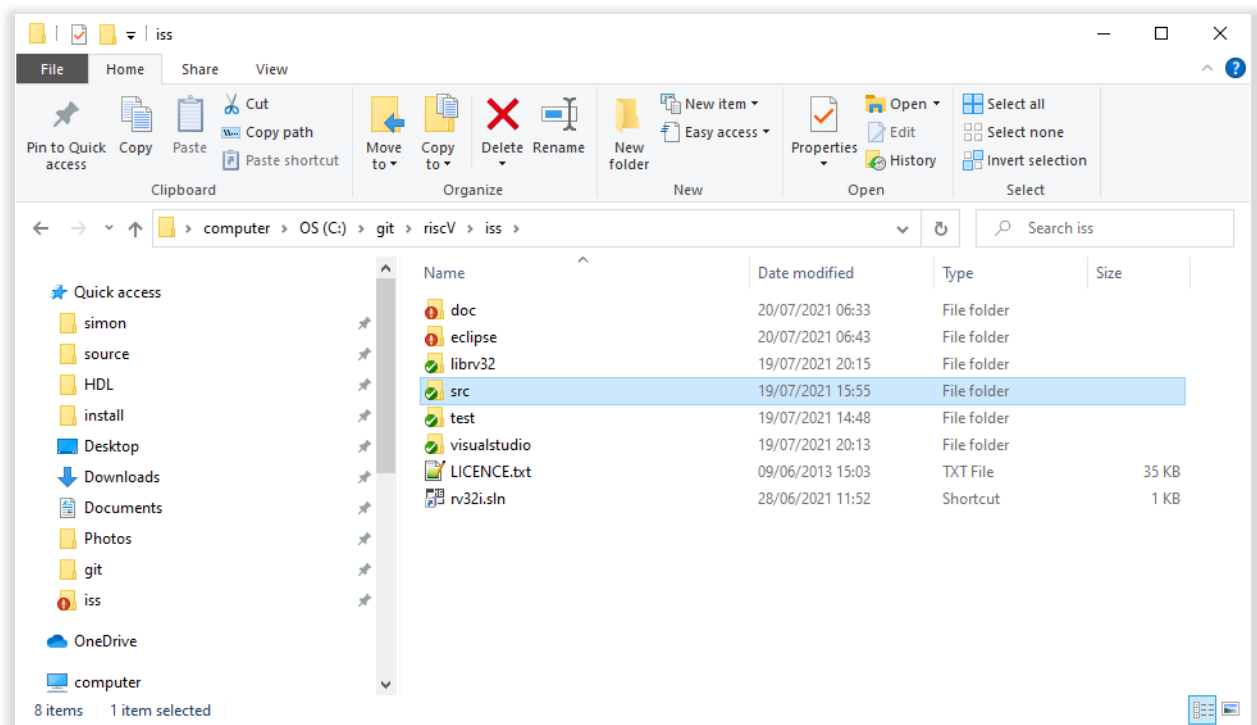 iss
File Home Share View
Pin to Quick access
Copy
Paste
Cut
Copy path
Paste shortcut
Clipboard
Move to
Copy to
Delete
Rename
Organize
New folder
New item
Easy access
New
Properties
Open
Edit
History
Open
Select all
Select none
Invert selection
Select
computer > OS (C:) > git > riscV > iss >
Search iss
Quick access
simon
source
HDL
install
Desktop
Downloads
Documents
Photos
git
iss
OneDrive
computer
Name Date modified Type Size
doc 20/07/2021 06:33 File folder
eclipse 20/07/2021 06:43 File folder
librv32 19/07/2021 20:15 File folder
src 19/07/2021 15:55 File folder
test 19/07/2021 14:48 File folder
visualstudio 19/07/2021 20:13 File folder
LICENCE.txt 09/06/2013 15:03 TXT File 35 KB
rv32i.sln 28/06/2021 11:52 Shortcut 1 KB
8 items 1 item selected